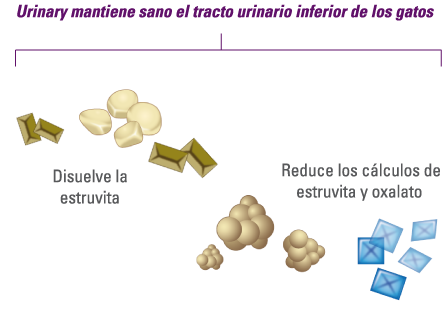 Urinary mantiene sano el tracto urinario inferior de los gatos
Disuelve la
estruvita
Reduce los cálculos de
estruvita y oxalato